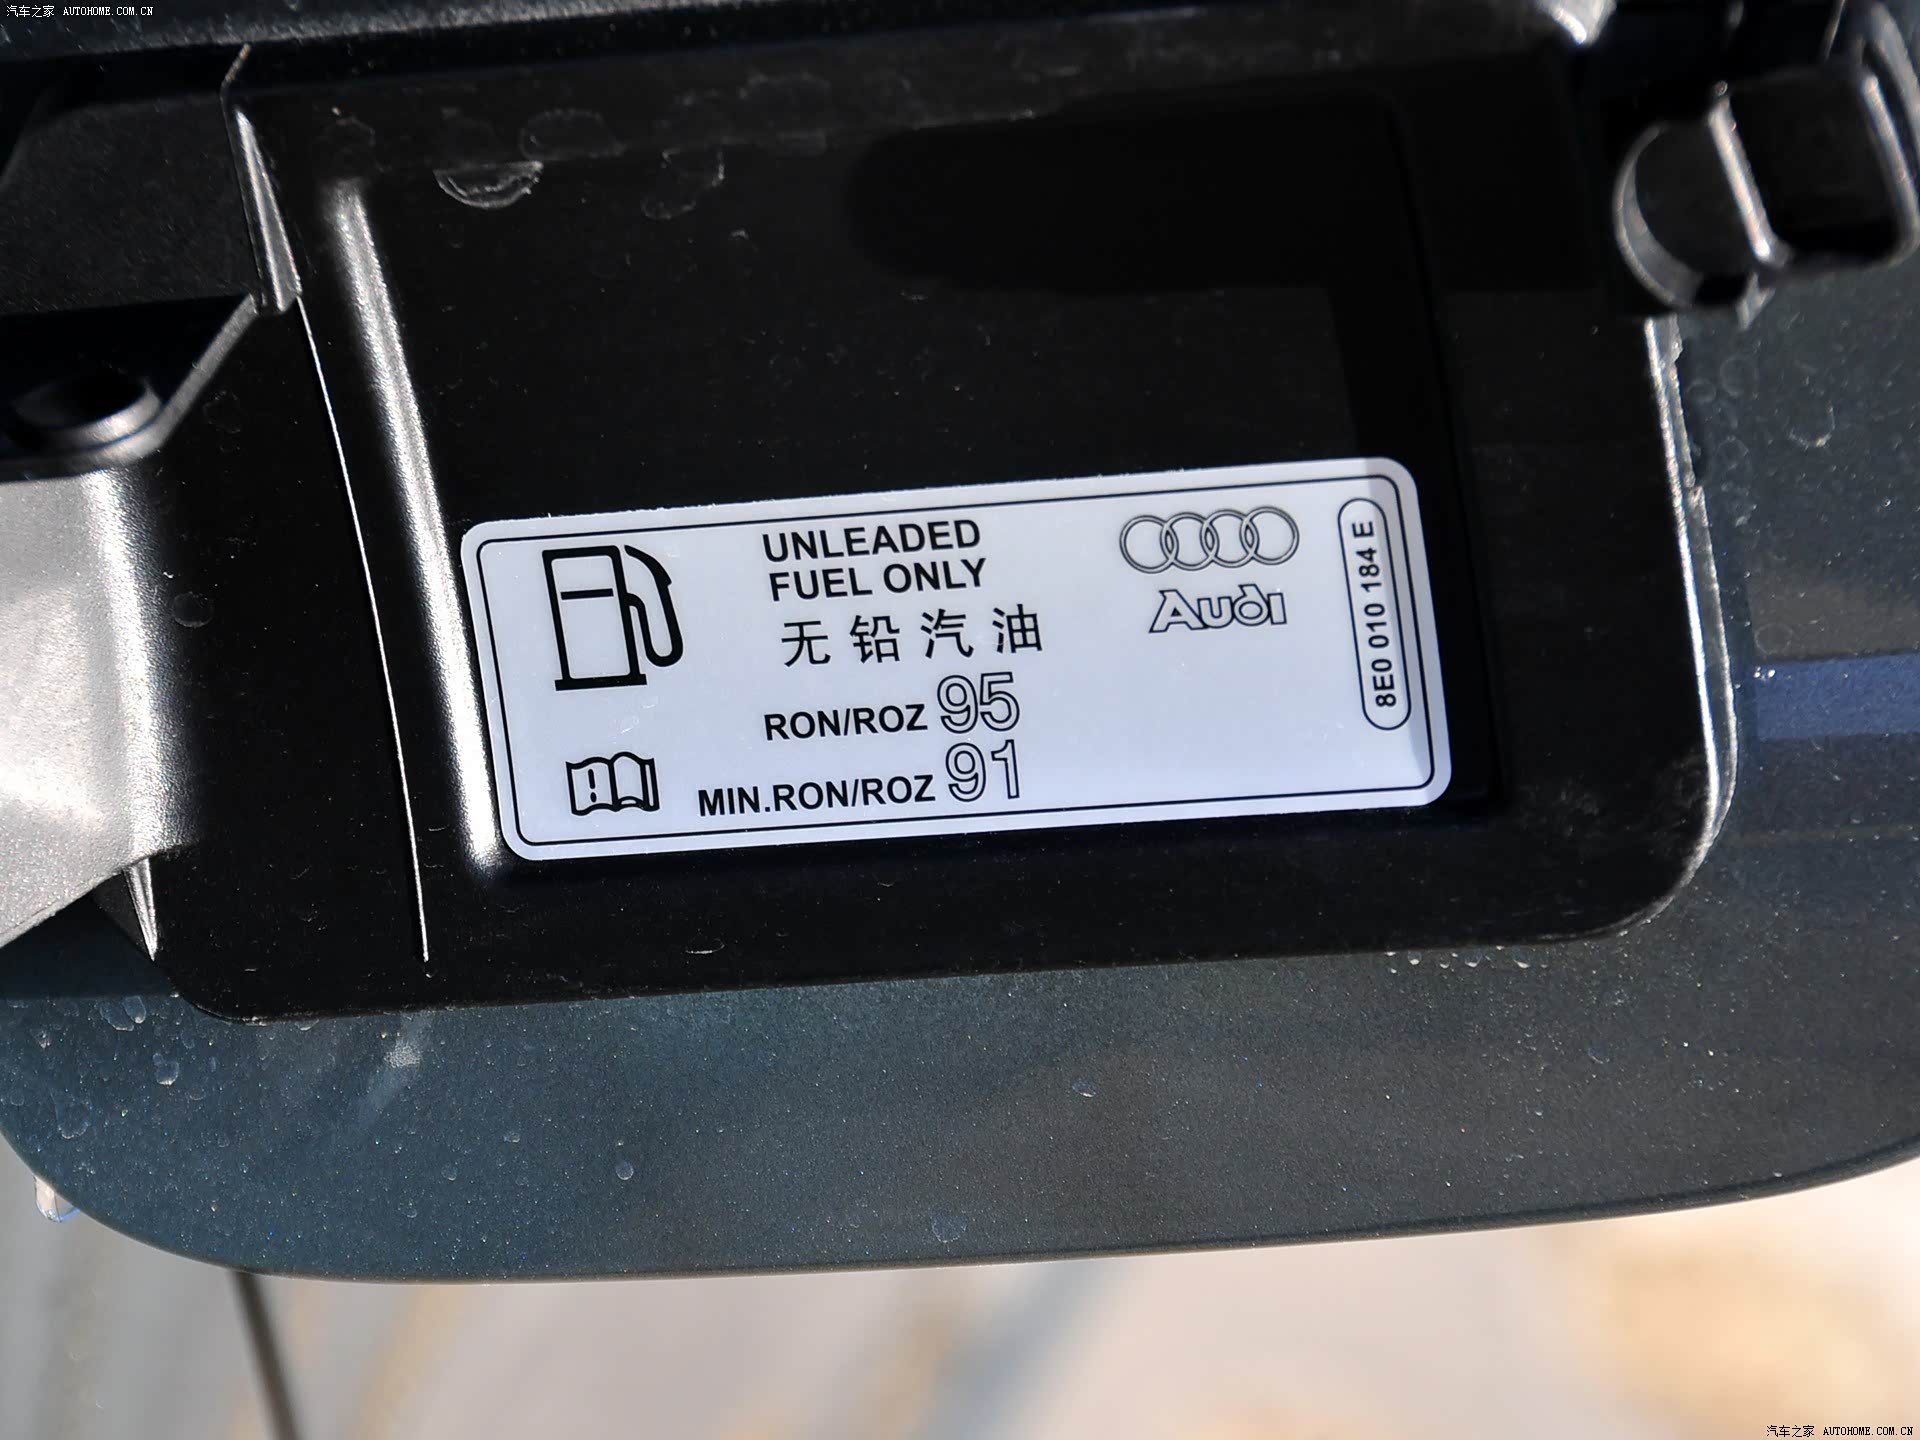 汽车之家 AUTOHOME.COM.CN
UNLEADED
FUEL ONLY
无铅汽油
RON/ROZ 95
MIN.RON/ROZ 91
Audi
8E0 010 184 E
汽车之家 AUTOHOME.COM.CN